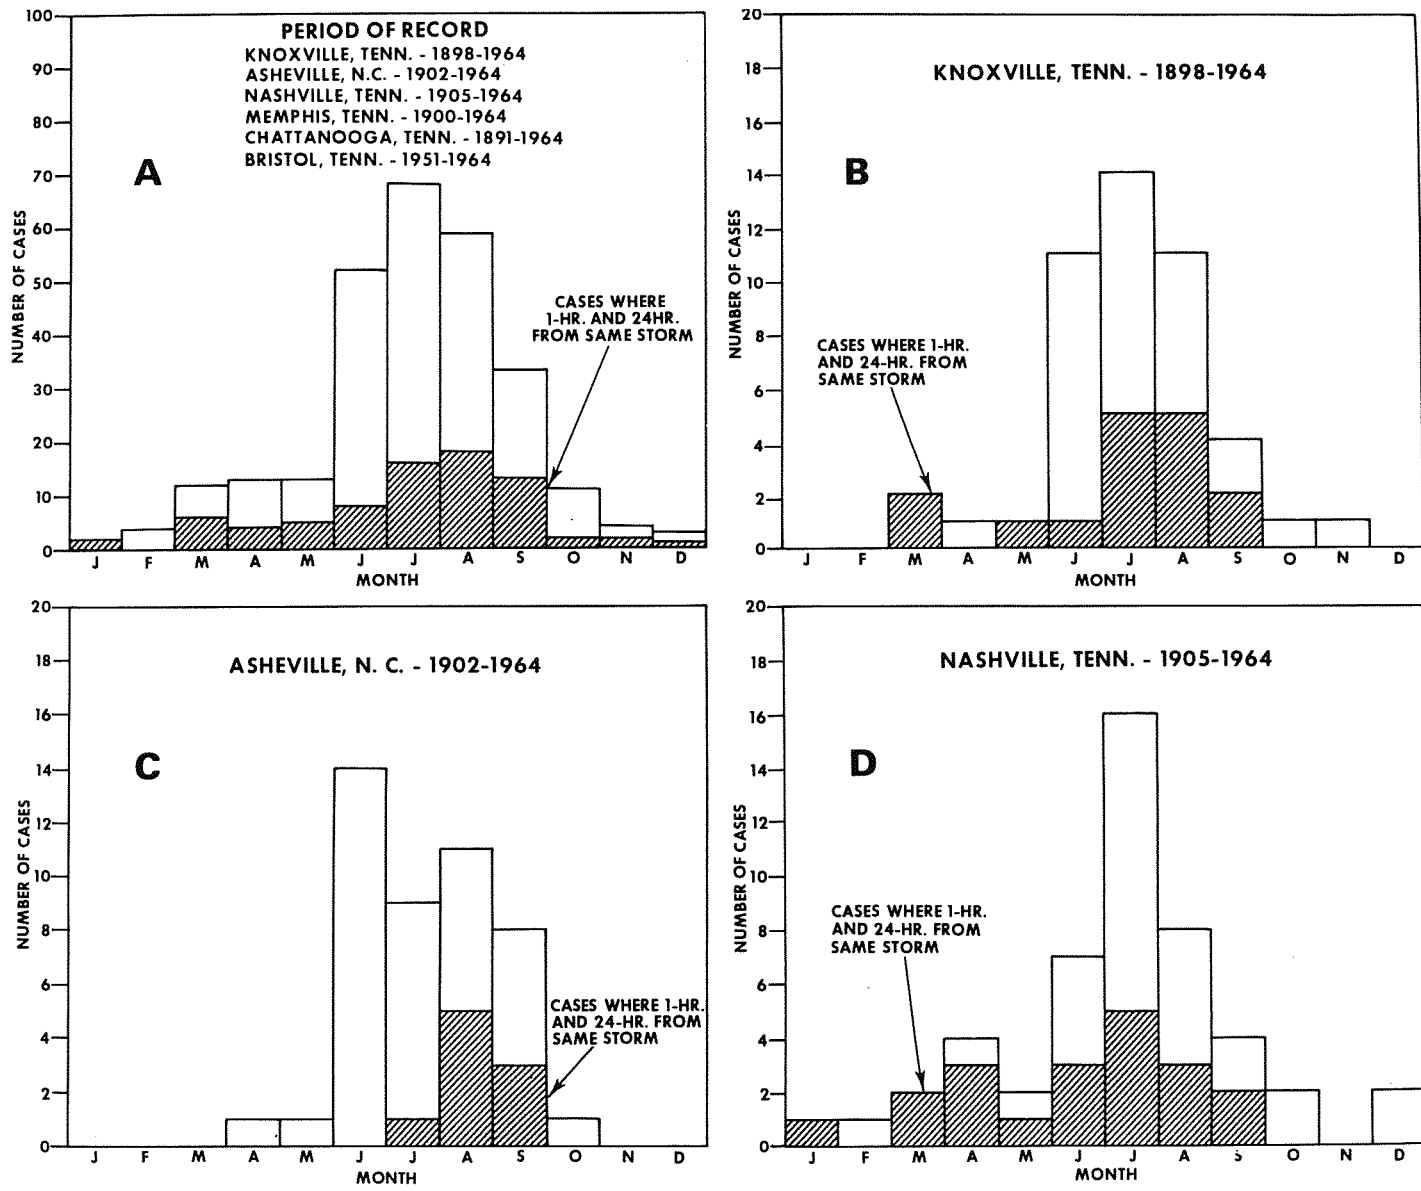 PERIOD OF RECORD
KNOXVILLE, TENN. - 1898-1964
ASHEVILLE, N.C. - 1902-1964
NASHVILLE, TENN. - 1905-1964
MEMPHIS, TENN. - 1900-1964
CHATTANOOGA, TENN. - 1891-1964
BRISTOL, TENN. - 1951-1964
A
NUMBER OF CASES
100
90
80
70
60
50
40
30
20
10
0
CASES WHERE
1-HR. AND 24HR.
FROM SAME STORM
J F M A M J J A S O N D
MONTH
KNOXVILLE, TENN. - 1898-1964
B
NUMBER OF CASES
20
18
16
14
12
10
8
6
4
2
0
CASES WHERE 1-HR.
AND 24-HR. FROM
SAME STORM
J F M A M J J A S O N D
MONTH
ASHEVILLE, N. C. - 1902-1964
C
NUMBER OF CASES
20
18
16
14
12
10
8
6
4
2
0
CASES WHERE 1-HR.
AND 24-HR. FROM
SAME STORM
J F M A M J J A S O N D
MONTH
NASHVILLE, TENN. - 1905-1964
D
NUMBER OF CASES
20
18
16
14
12
10
8
6
4
2
0
CASES WHERE 1-HR.
AND 24-HR. FROM
SAME STORM
J F M A M J J A S O N D
MONTH